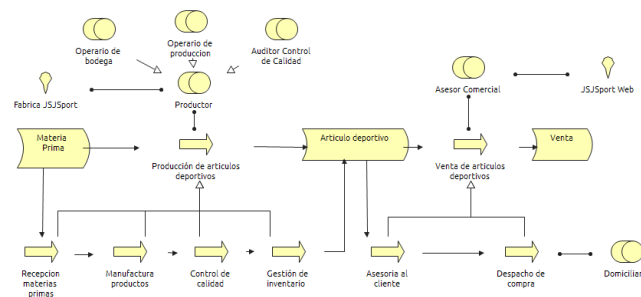 Operario de
bodega
Operario de
produccion
Auditor Control
de Calidad
Fabrica JSJSport
Productor
Asesor Comercial
JSJSport Web
Materia
Prima
Producción de articulos
deportivos
Articulo deportivo
Venta de articulos
deportivos
Venta
Recepcion
materias
primas
Manufactura
productos
Control de
calidad
Gestión de
inventario
Asesoria al
cliente
Despacho de
compra
Domiciliar